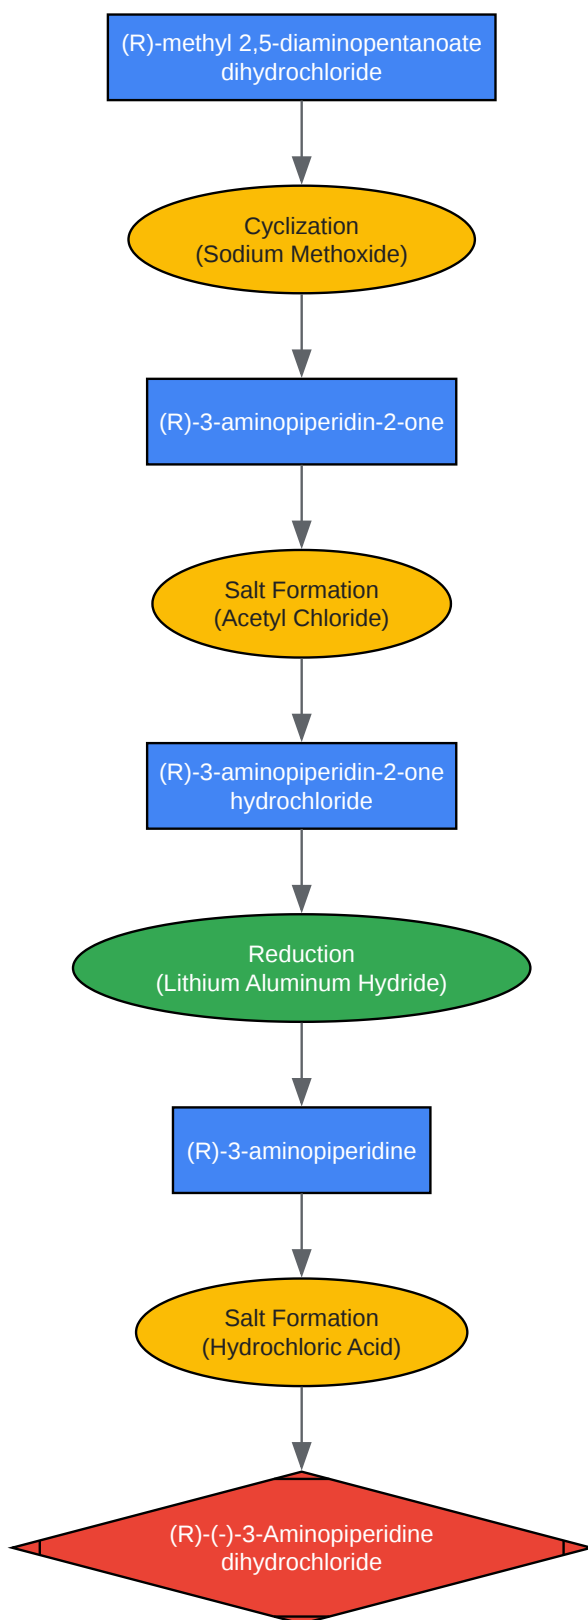 (R)-methyl 2,5-diaminopentanoate
dihydrochloride
Cyclization
(Sodium Methoxide)
(R)-3-aminopiperidin-2-one
Salt Formation
(Acetyl Chloride)
(R)-3-aminopiperidin-2-one
hydrochloride
Reduction
(Lithium Aluminum Hydride)
(R)-3-aminopiperidine
Salt Formation
(Hydrochloric Acid)
(R)-(-)-3-Aminopiperidine
dihydrochloride